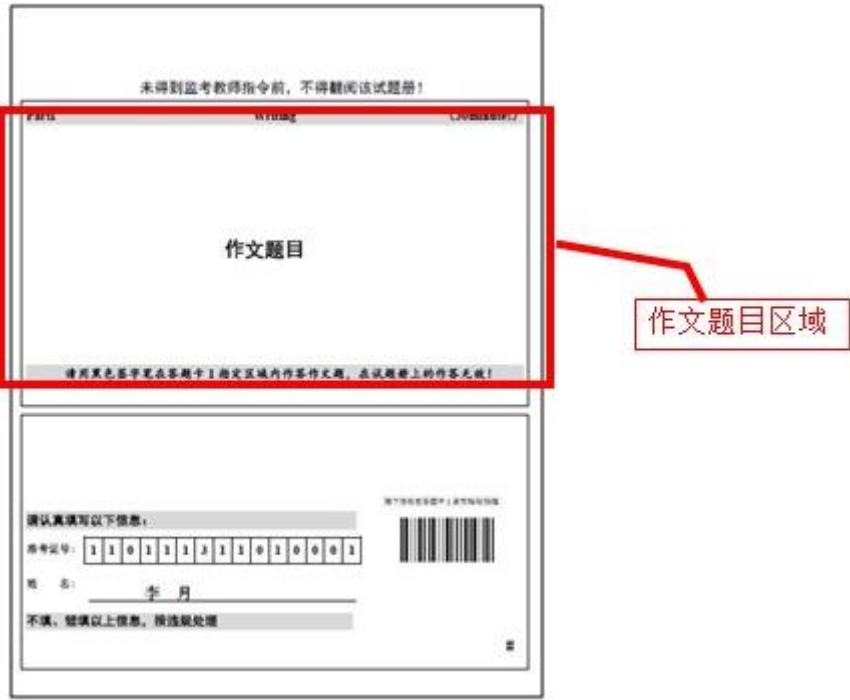 未得到监考教师指令前，不得翻阅该试题册！
Part I Writing (30 minutes)
作文题目
作文题目区域
请用黑色签字笔在答题卡1指定区域内作答作文题，在试题册上的作答无效！
请认真填写以下信息：
准考证号: 1 1 0 1 1 1 3 1 1 0 1 0 0 0 1
姓 名: 李 月
不填、错填以上信息，按违规处理